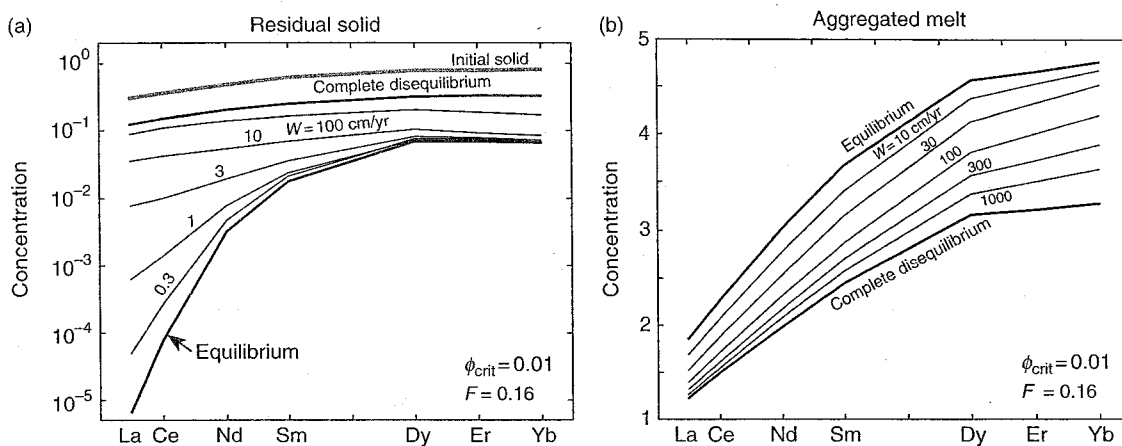 (a)
Residual solid
Concentration
10⁰
10⁻¹
10⁻²
10⁻³
10⁻⁴
10⁻⁵
Initial solid
Complete disequilibrium
W = 100 cm/yr
10
3
1
0.3
Equilibrium
ϕcrit = 0.01
F = 0.16
La Ce Nd Sm Dy Er Yb
(b)
Aggregated melt
Concentration
5
4
3
2
1
Equilibrium
W = 10 cm/yr
30
100
300
1000
Complete disequilibrium
ϕcrit = 0.01
F = 0.16
La Ce Nd Sm Dy Er Yb